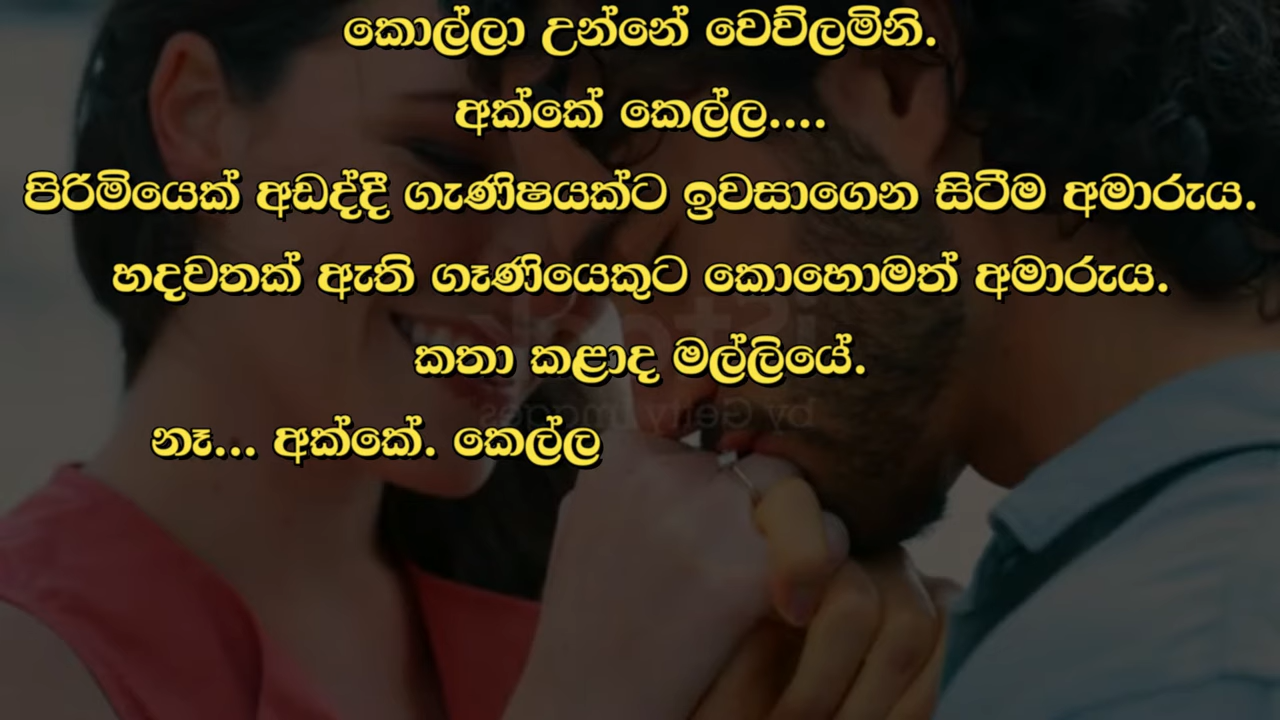 කොල්ලා උන්නේ වෙව්ලමිනි.
අක්කේ කෙල්ල....
පිරිමියෙක් අඩද්දී ගැණිෂයක්ට ඉවසාගෙන සිටීම අමාරුය.
හදවතක් ඇති ගෑණියෙකුට කොහොමත් අමාරුය.
කතා කළාද මල්ලියේ.
නෑ... අක්කේ. කෙල්ල